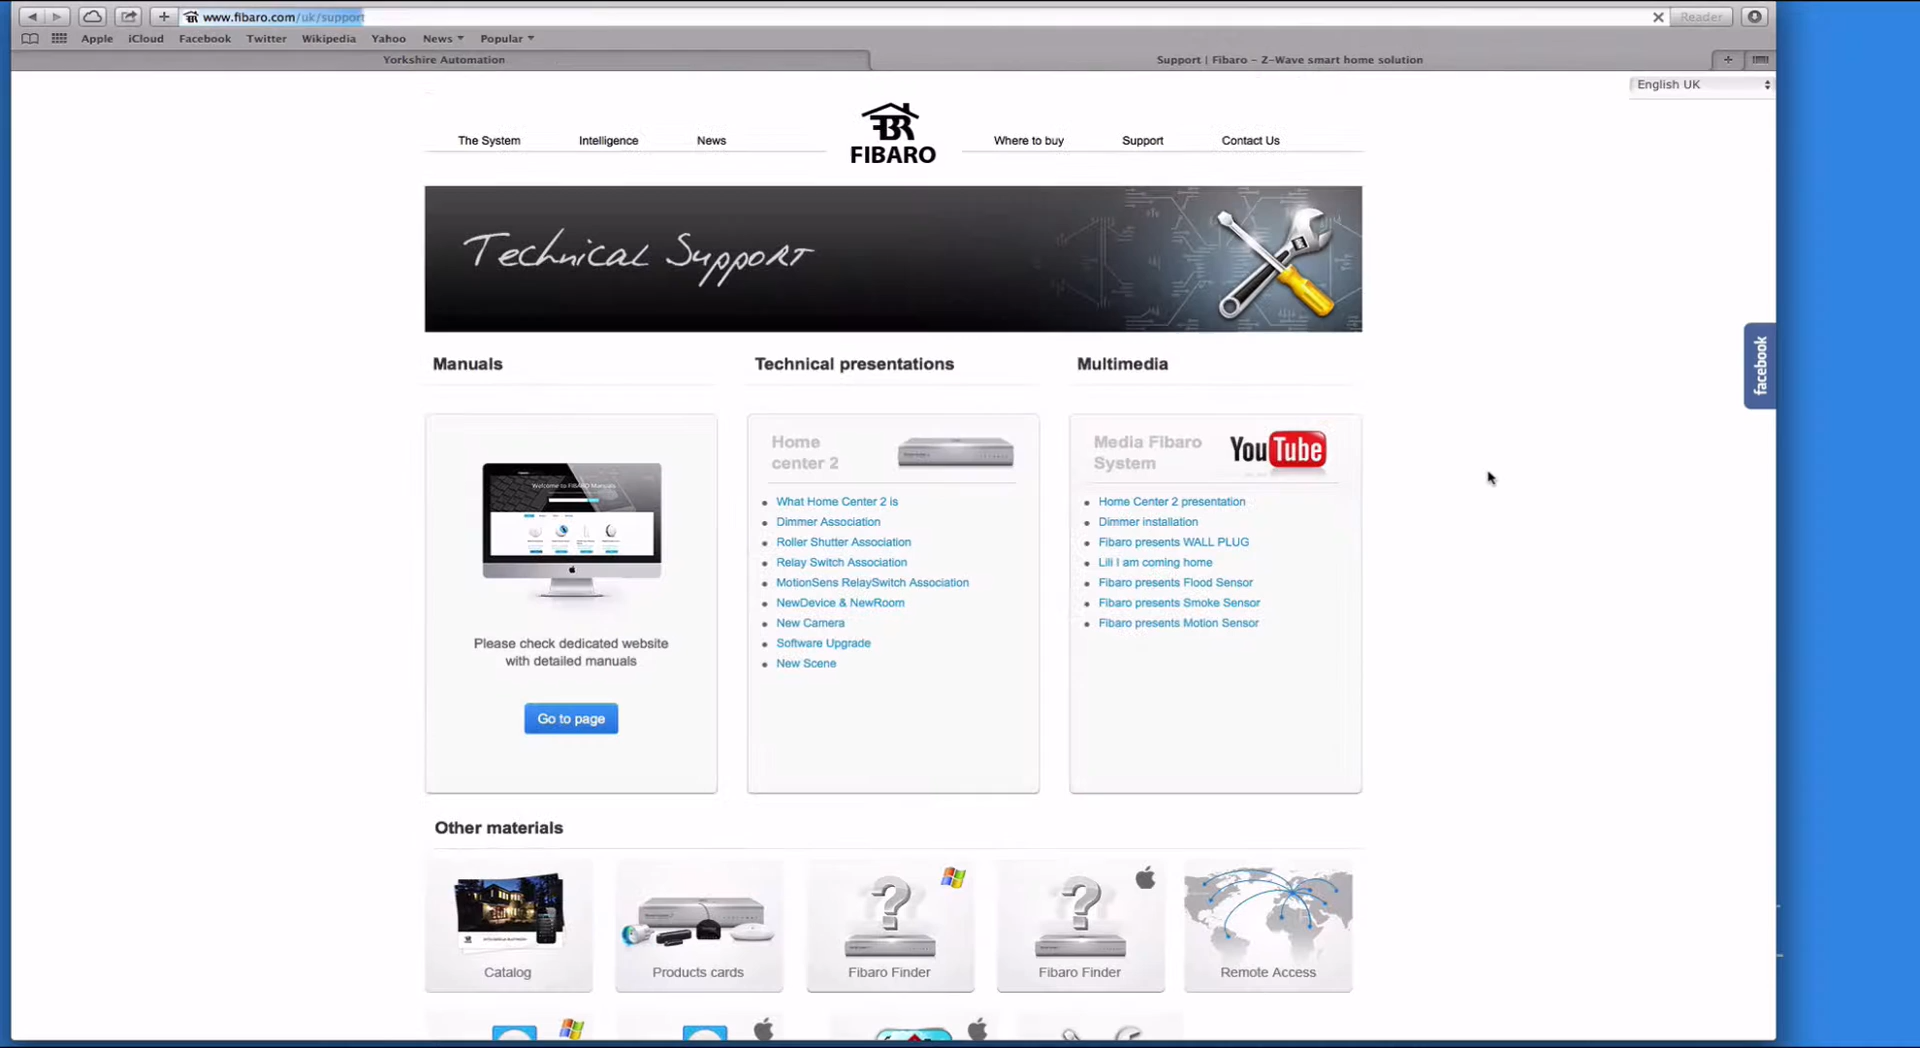 www.fibaro.com/uk/support
Reader
Apple iCloud Facebook Twitter Wikipedia Yahoo News Popular
Yorkshire Automation
Support | Fibaro – Z-Wave smart home solution
English UK
The System Intelligence News
FIBARO
Where to buy Support Contact Us
Technical Support
facebook
Manuals
Welcome to FIBARO Manuals
Please check dedicated website
with detailed manuals
Go to page
Technical presentations
Home
center 2
What Home Center 2 is
Dimmer Association
Roller Shutter Association
Relay Switch Association
MotionSens RelaySwitch Association
NewDevice & NewRoom
New Camera
Software Upgrade
New Scene
Multimedia
Media Fibaro
System
YouTube
Home Center 2 presentation
Dimmer installation
Fibaro presents WALL PLUG
Lili I am coming home
Fibaro presents Flood Sensor
Fibaro presents Smoke Sensor
Fibaro presents Motion Sensor
Other materials
Catalog
Products cards
Fibaro Finder
Fibaro Finder
Remote Access